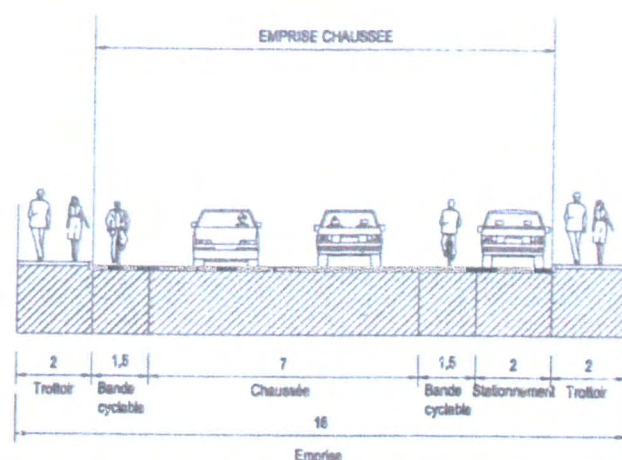 EMPRISE CHAUSSEE
2 1,5 7 1,5 2 2
Trottoir Bande Chaussée Bande Stationnement Trottoir
cyclable cyclable
16
Emprise